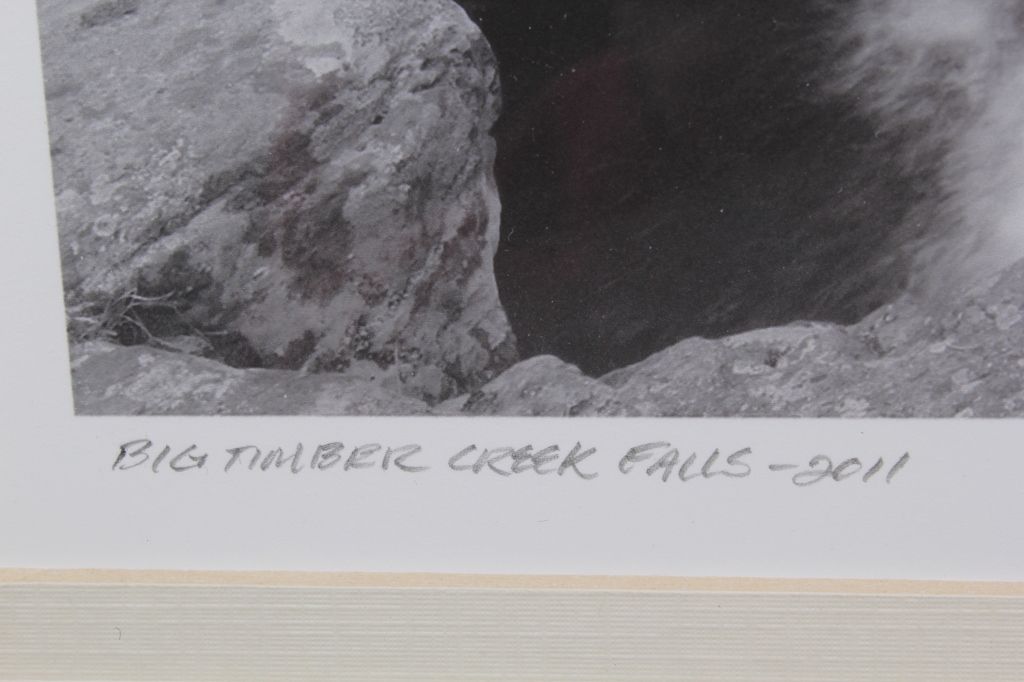 BIG TIMBER CREEK FALLS - 2011